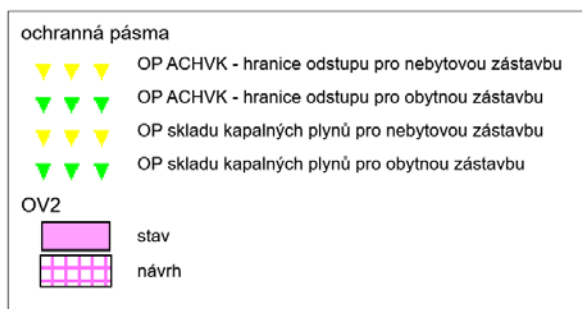 ochranná pásma
OP ACHVK - hranice odstupu pro nebytovou zástavbu
OP ACHVK - hranice odstupu pro obytnou zástavbu
OP skladu kapalných plynů pro nebytovou zástavbu
OP skladu kapalných plynů pro obytnou zástavbu
OV2
stav
návrh